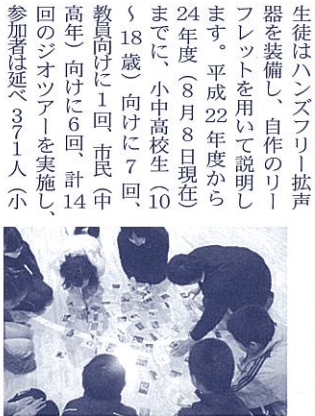 生徒はハンズフリー拡声
器を装備し、自作のリー
フレットを用いて説明し
ます。平成22年度から
24年度（8月8日現在）
までに、小中高校生（10
～18歳）向けに7回、
教員向けに1回、市民（中
高年）向けに6回、計14
回のジオツアーを実施し、
参加者は延べ371人（小